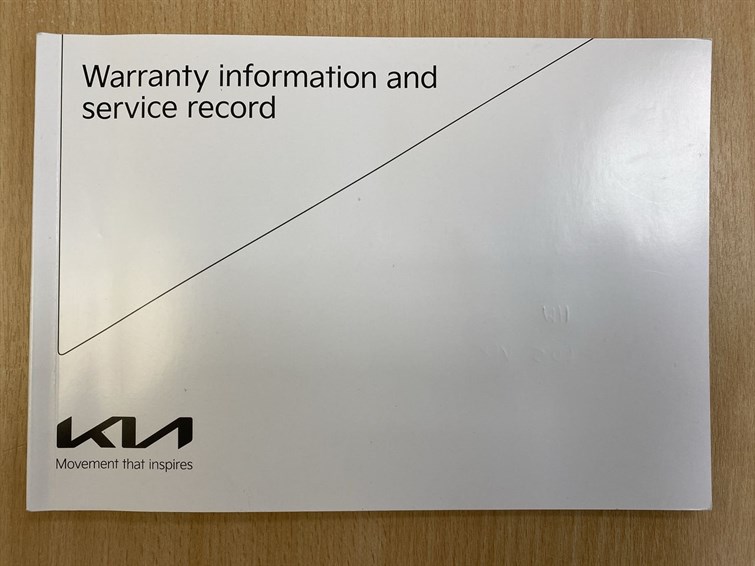 Warranty information and
service record
KIA
Movement that inspires